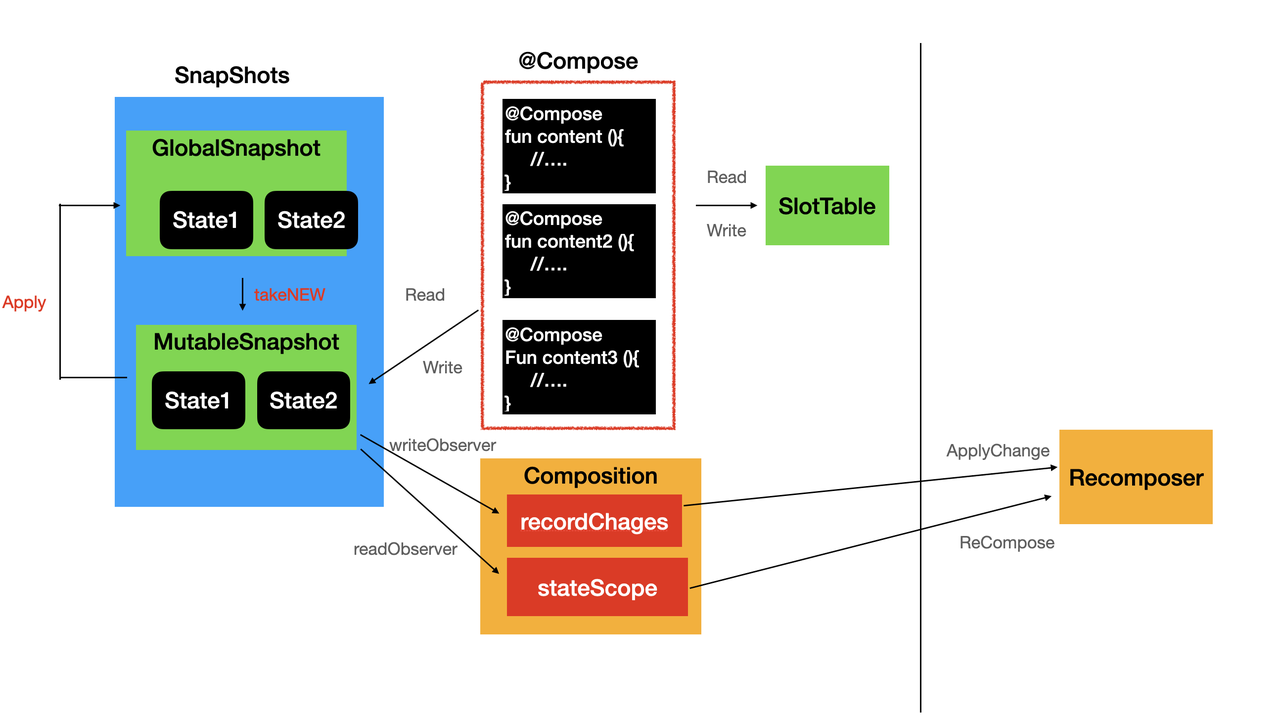 SnapShots
GlobalSnapshot
State1
State2
takeNEW
Apply
MutableSnapshot
State1
State2
@Compose
@Compose
fun content (){
//....
}
@Compose
fun content2 (){
//....
}
@Compose
Fun content3 (){
//....
}
Read
Write
Read
Write
SlotTable
writeObserver
readObserver
Composition
recordChages
stateScope
ApplyChange
ReCompose
Recomposer